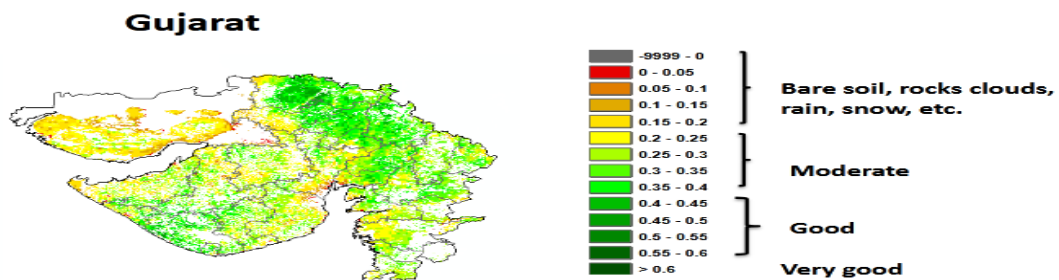 Gujarat
-9999 - 0
0 - 0.05
0.05 - 0.1
0.1 - 0.15
0.15 - 0.2
0.2 - 0.25
0.25 - 0.3
0.3 - 0.35
0.35 - 0.4
0.4 - 0.45
0.45 - 0.5
0.5 - 0.55
0.55 - 0.6
> 0.6
Bare soil, rocks clouds,
rain, snow, etc.
Moderate
Good
Very good